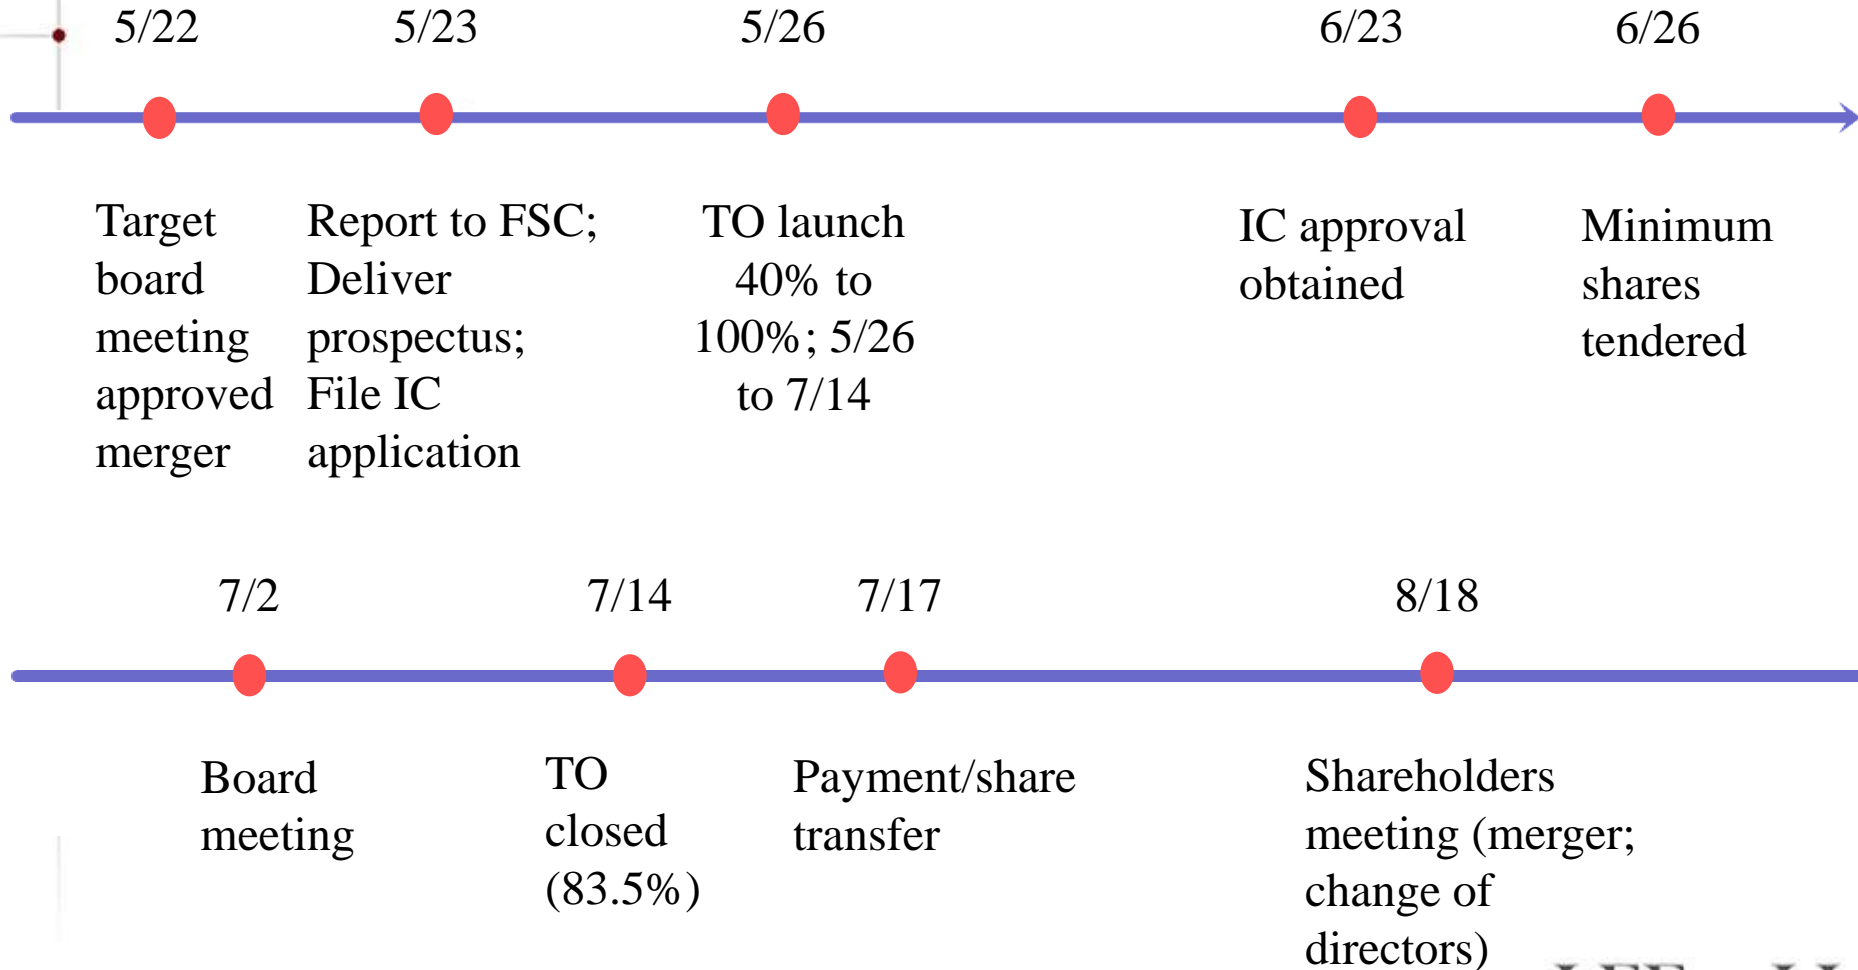 5/22 5/23 5/26 6/23 6/26
Target
board
meeting
approved
merger
Report to FSC;
Deliver
prospectus;
File IC
application
TO launch
40% to
100%; 5/26
to 7/14
IC approval
obtained
Minimum
shares
tendered
7/2 7/14 7/17 8/18
Board
meeting
TO
closed
(83.5%)
Payment/share
transfer
Shareholders
meeting (merger;
change of
directors)